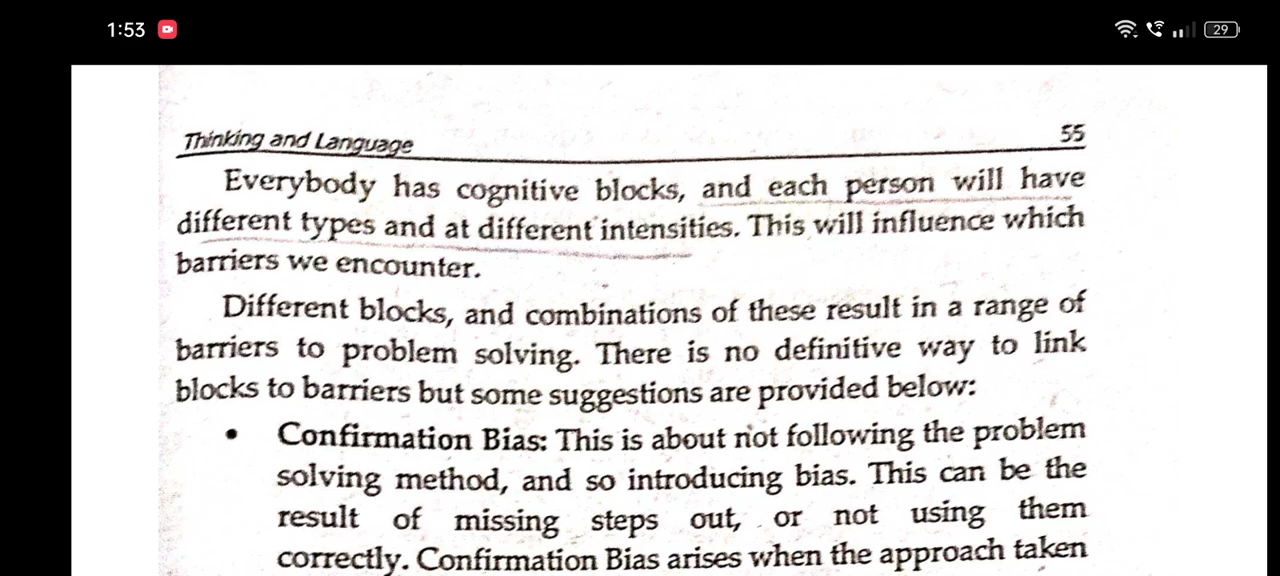 1:53
29
Thinking and Language 55
Everybody has cognitive blocks, and each person will have
different types and at different intensities. This will influence which
barriers we encounter.
Different blocks, and combinations of these result in a range of
barriers to problem solving. There is no definitive way to link
blocks to barriers but some suggestions are provided below:
• Confirmation Bias: This is about not following the problem
solving method, and so introducing bias. This can be the
result of missing steps out, or not using them
correctly. Confirmation Bias arises when the approach taken